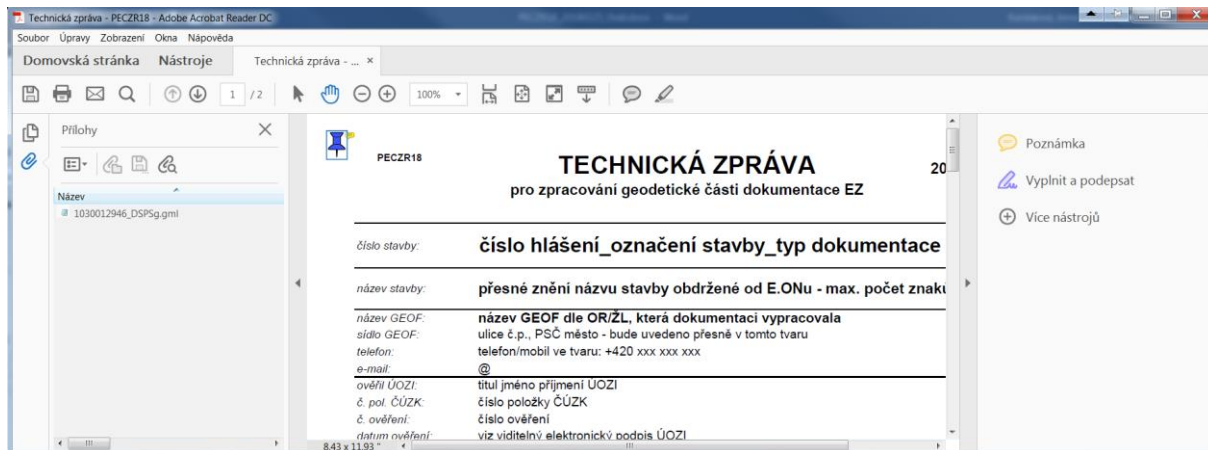 Technická zpráva - PECZR18 - Adobe Acrobat Reader DC
Soubor Úpravy Zobrazení Okna Nápověda
Domovská stránka Nástroje Technická zpráva - ... ×
1 / 2 100%
Přílohy
Název
1030012946_DSPSg.gml
PECZR18 TECHNICKÁ ZPRÁVA 20
pro zpracování geodetické části dokumentace EZ
číslo stavby: číslo hlášení_označení stavby_typ dokumentace
název stavby: přesné znění názvu stavby obdržené od E.ONu - max. počet znaků
název GEOF: název GEOF dle OR/ŽL, která dokumentaci vypracovala
sídlo GEOF: ulice č.p., PSČ město - bude uvedeno přesně v tomto tvaru
telefon: telefon/mobil ve tvaru: +420 xxx xxx xxx
e-mail: @
ověřil ÚOZI: titul jméno příjmení ÚOZI
č. pol. ČÚZK: číslo položky ČÚZK
č. ověření: číslo ověření
datum ověření: viz viditelný elektronický podpis ÚOZI
8.43 x 11.93 "
Poznámka
Vyplnit a podepsat
Více nástrojů